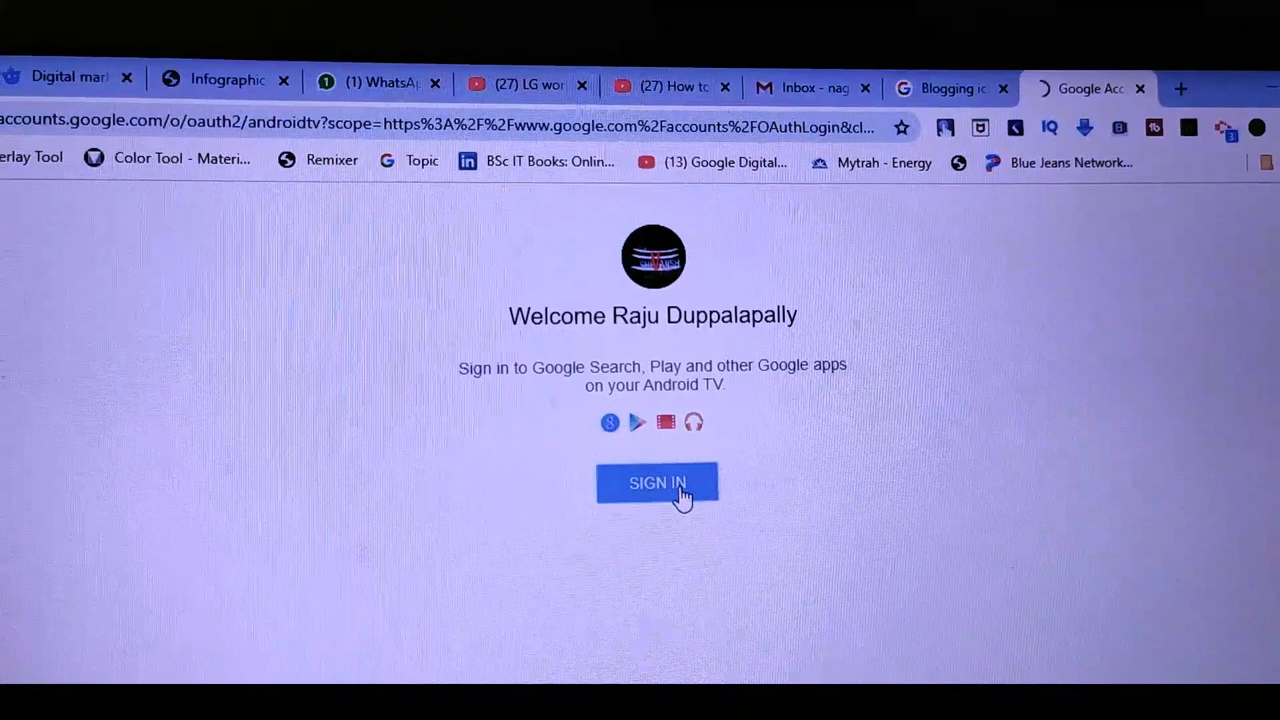 Digital mar
Infographic
(1) WhatsAp
(27) LG wor
(27) How to
Inbox - nag
Blogging ic
Google Acc
accounts.google.com/o/oauth2/androidtv?scope=https%3A%2F%2Fwww.google.com%2Faccounts%2FOAuthLogin&cl...
erlay Tool
Color Tool - Materi...
Remixer
Topic
BSc IT Books: Onlin...
(13) Google Digital...
Mytrah - Energy
Blue Jeans Network...
Welcome Raju Duppalapally
Sign in to Google Search, Play and other Google apps
on your Android TV.
SIGN IN